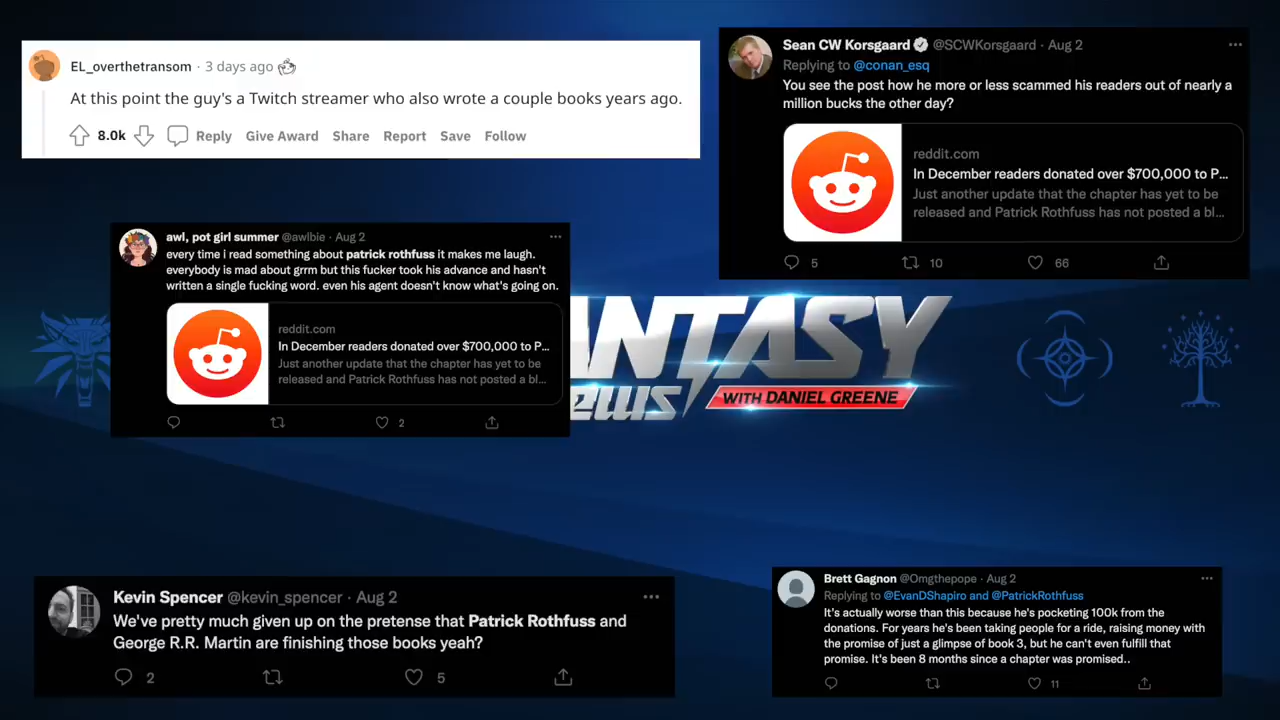 EL_overthetransom · 3 days ago
At this point the guy's a Twitch streamer who also wrote a couple books years ago.
8.0k Reply Give Award Share Report Save Follow
Sean CW Korsgaard @SCWKorsgaard · Aug 2
Replying to @conan_esq
You see the post how he more or less scammed his readers out of nearly a
million bucks the other day?
reddit.com
In December readers donated over $700,000 to P...
Just another update that the chapter has yet to be
released and Patrick Rothfuss has not posted a bl...
5 10 66
awl, pot girl summer @awlbie · Aug 2
every time i read something about patrick rothfuss it makes me laugh.
everybody is mad about grrm but this fucker took his advance and hasn't
written a single fucking word. even his agent doesn't know what's going on.
reddit.com
In December readers donated over $700,000 to P...
Just another update that the chapter has yet to be
released and Patrick Rothfuss has not posted a bl...
2
ANTASY
ews
WITH DANIEL GREENE
Kevin Spencer @kevin_spencer · Aug 2
We've pretty much given up on the pretense that Patrick Rothfuss and
George R.R. Martin are finishing those books yeah?
2 5
Brett Gagnon @Omgthepope · Aug 2
Replying to @EvanDShapiro and @PatrickRothfuss
It's actually worse than this because he's pocketing 100k from the
donations. For years he's been taking people for a ride, raising money with
the promise of just a glimpse of book 3, but he can't even fulfill that
promise. It's been 8 months since a chapter was promised..
11